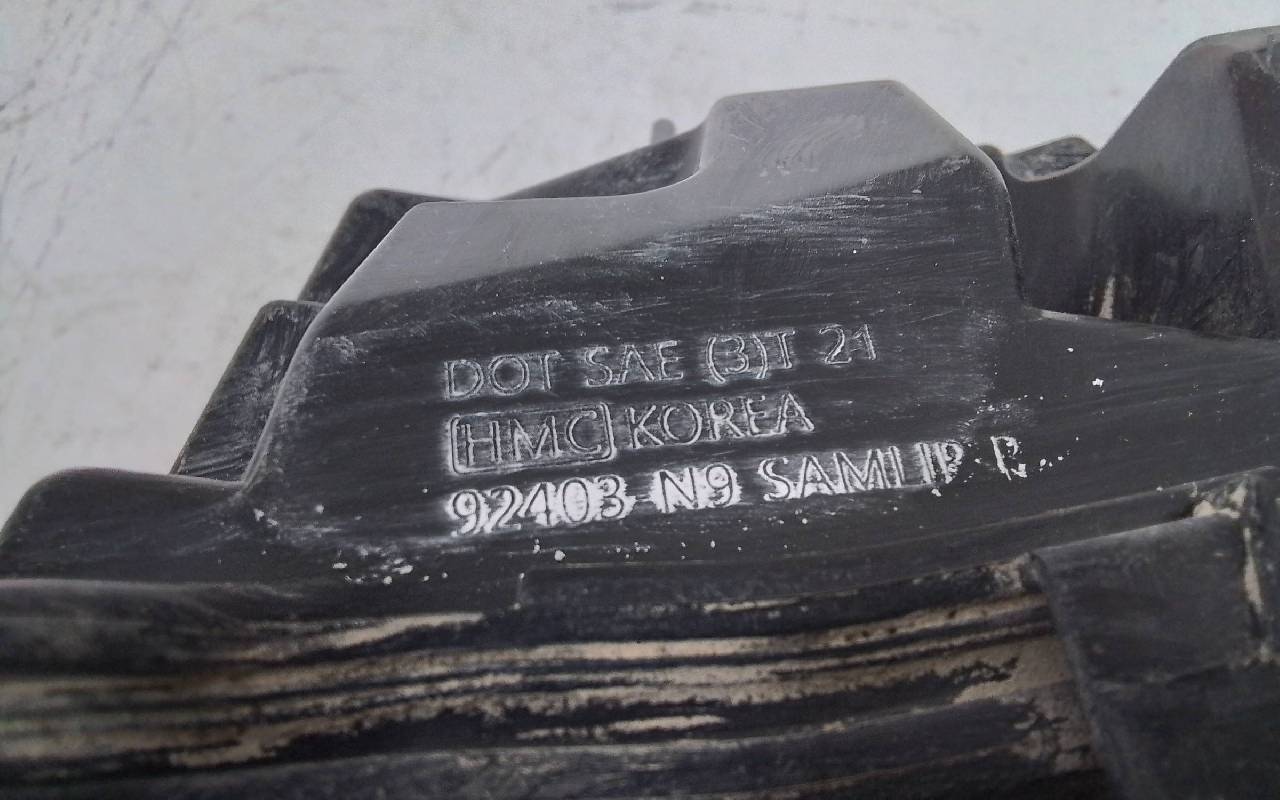 DOT SAE (3)T 21
HMC KOREA
92403-N9 SAMLIP